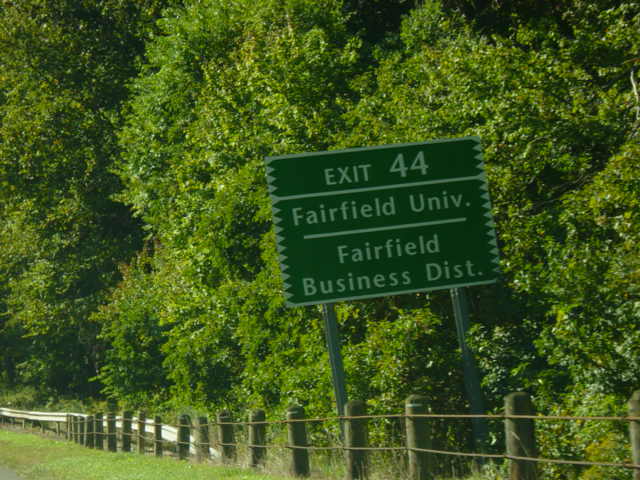 EXIT 44
Fairfield Univ.
Fairfield
Business Dist.